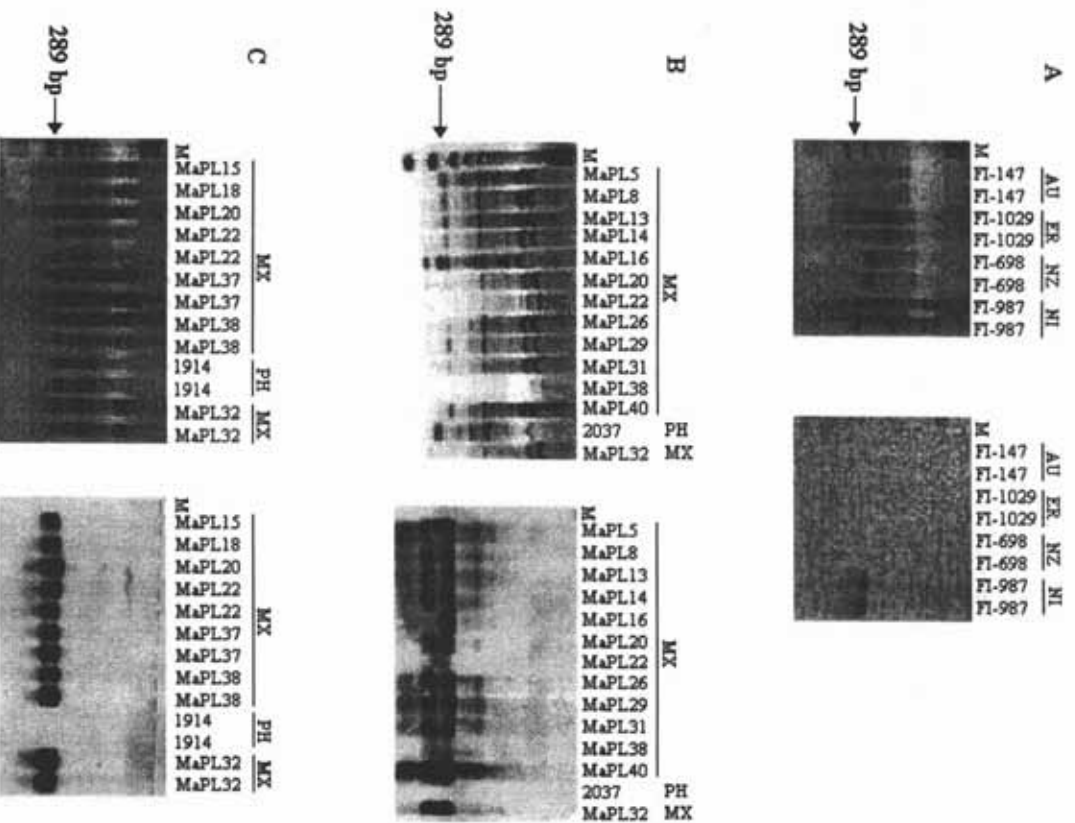 A
289 bp
M
FI-147
FI-147
AU
FI-1029
FI-1029
ER
FI-698
FI-698
NZ
FI-987
FI-987
NI
M
FI-147
FI-147
AU
FI-1029
FI-1029
ER
FI-698
FI-698
NZ
FI-987
FI-987
NI
B
289 bp
M
MaPL5
MaPL8
MaPL13
MaPL14
MaPL16
MaPL20
MaPL22
MaPL26
MaPL29
MaPL31
MaPL38
MaPL40
MX
2037 PH
MaPL32 MX
M
MaPL5
MaPL8
MaPL13
MaPL14
MaPL16
MaPL20
MaPL22
MaPL26
MaPL29
MaPL31
MaPL38
MaPL40
MX
2037 PH
MaPL32 MX
C
289 bp
M
MaPL15
MaPL18
MaPL20
MaPL22
MaPL22
MaPL37
MaPL37
MaPL38
MaPL38
MX
1914
1914
PH
MaPL32
MaPL32
MX
M
MaPL15
MaPL18
MaPL20
MaPL22
MaPL22
MaPL37
MaPL37
MaPL38
MaPL38
MX
1914
1914
PH
MaPL32
MaPL32
MX